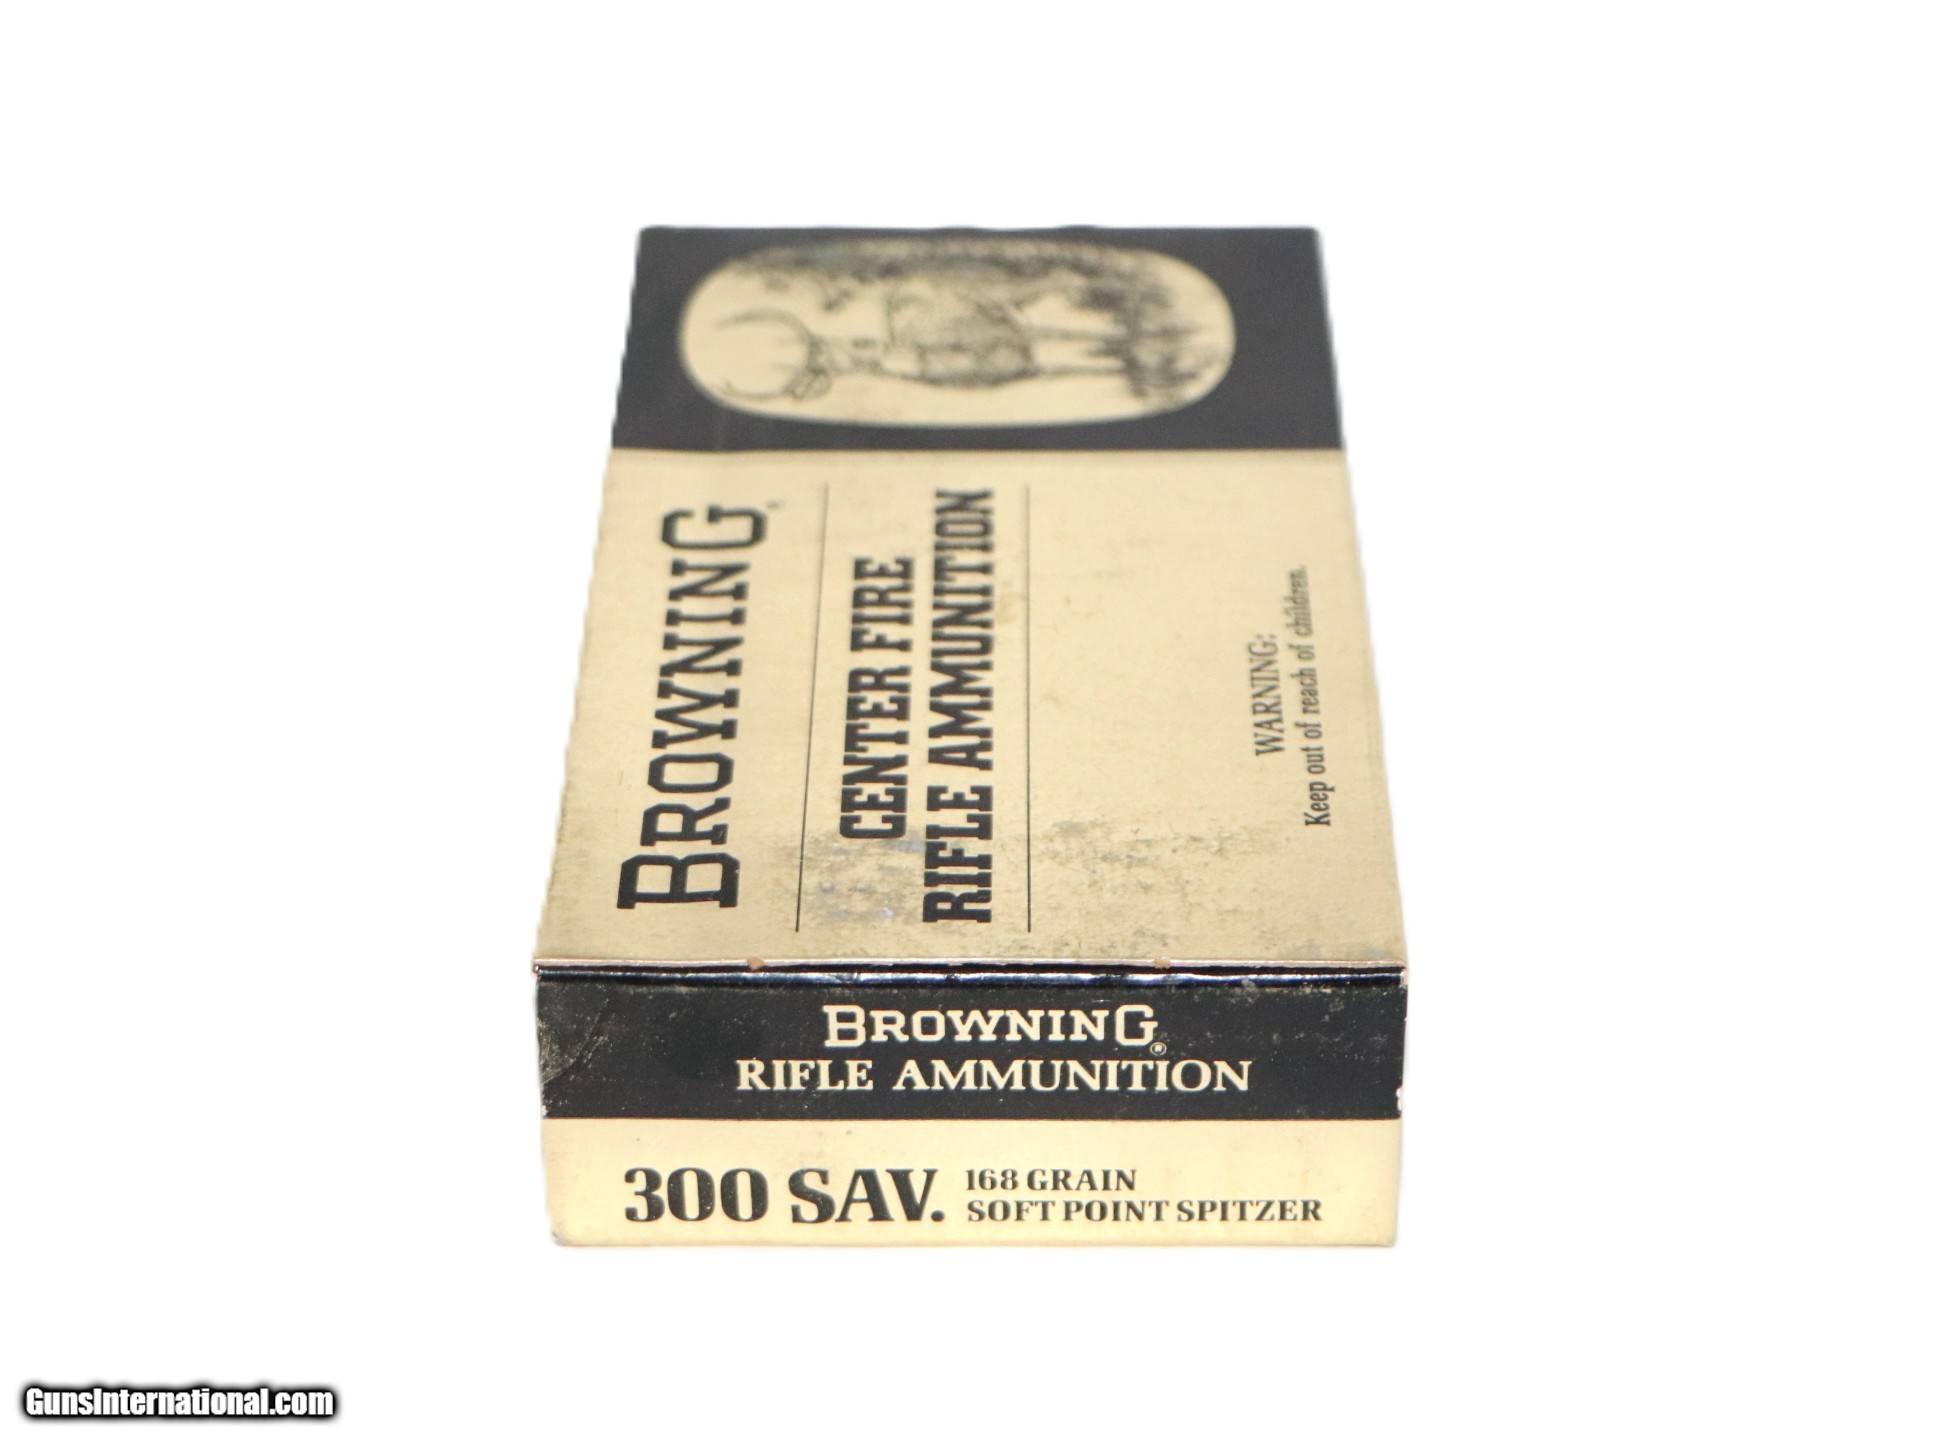 BROWNING®
CENTER FIRE
RIFLE AMMUNITION
WARNING:
Keep out of reach of children.
BROWNING®
RIFLE AMMUNITION
300 SAV.
168 GRAIN
SOFT POINT SPITZER
GunsInternational.com